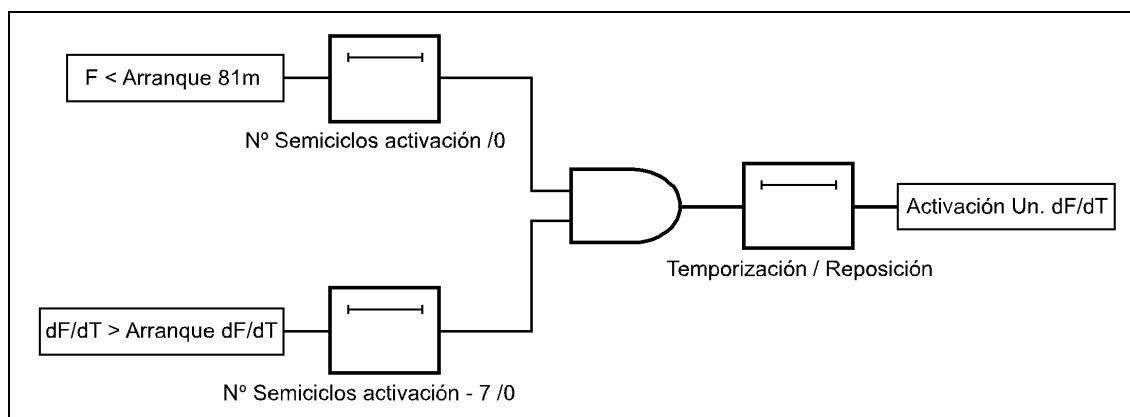 F < Arranque 81m
Nº Semiciclos activación /0
Activación Un. dF/dT
Temporización / Reposición
dF/dT > Arranque dF/dT
Nº Semiciclos activación - 7 /0